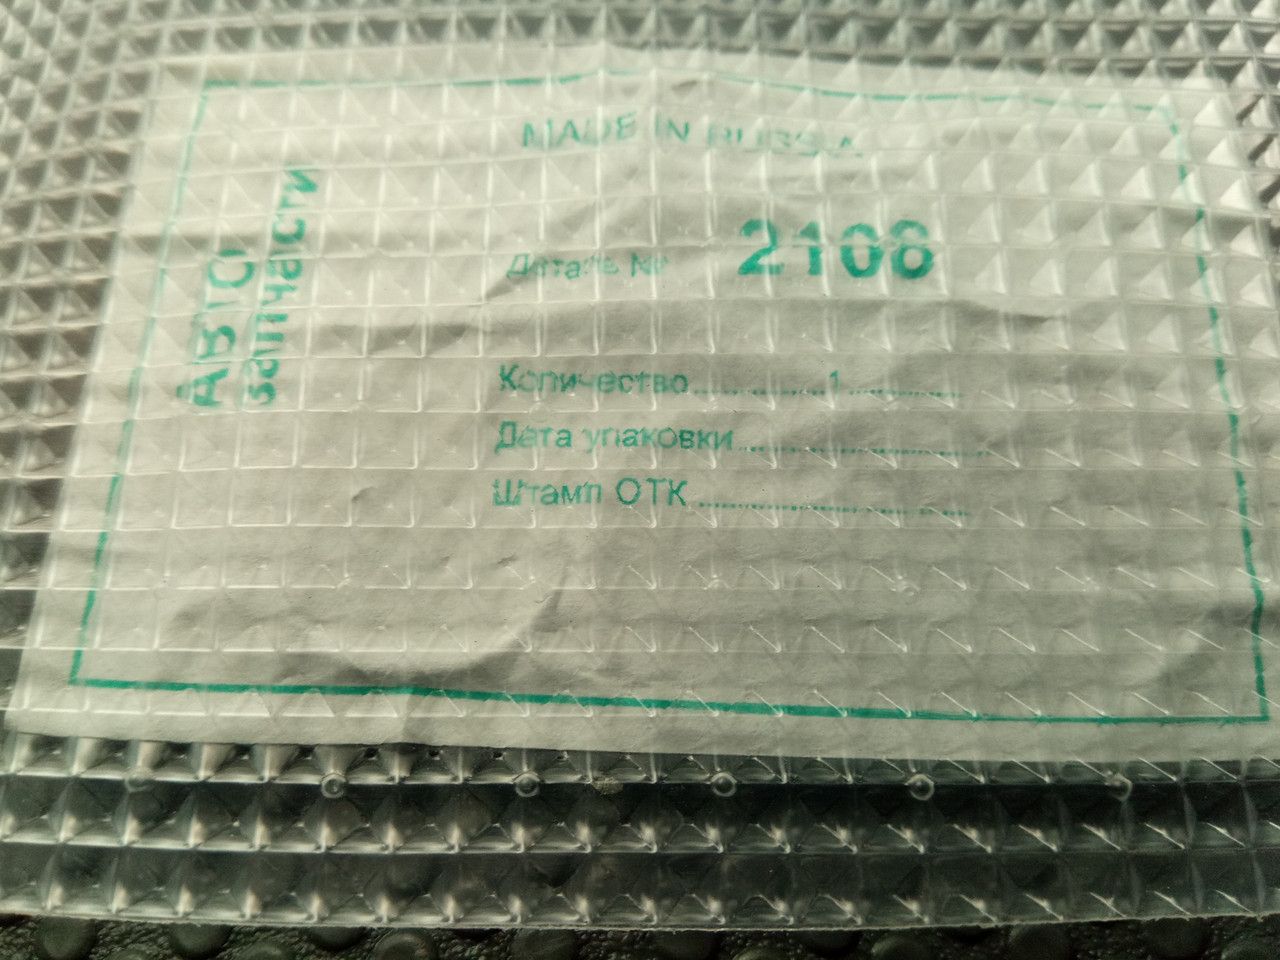 АВТО
запчасти
MADE IN RUSSIA
Деталь № 2108
Количество.............1...........
Дата упаковки........................
Штамп ОТК..........................